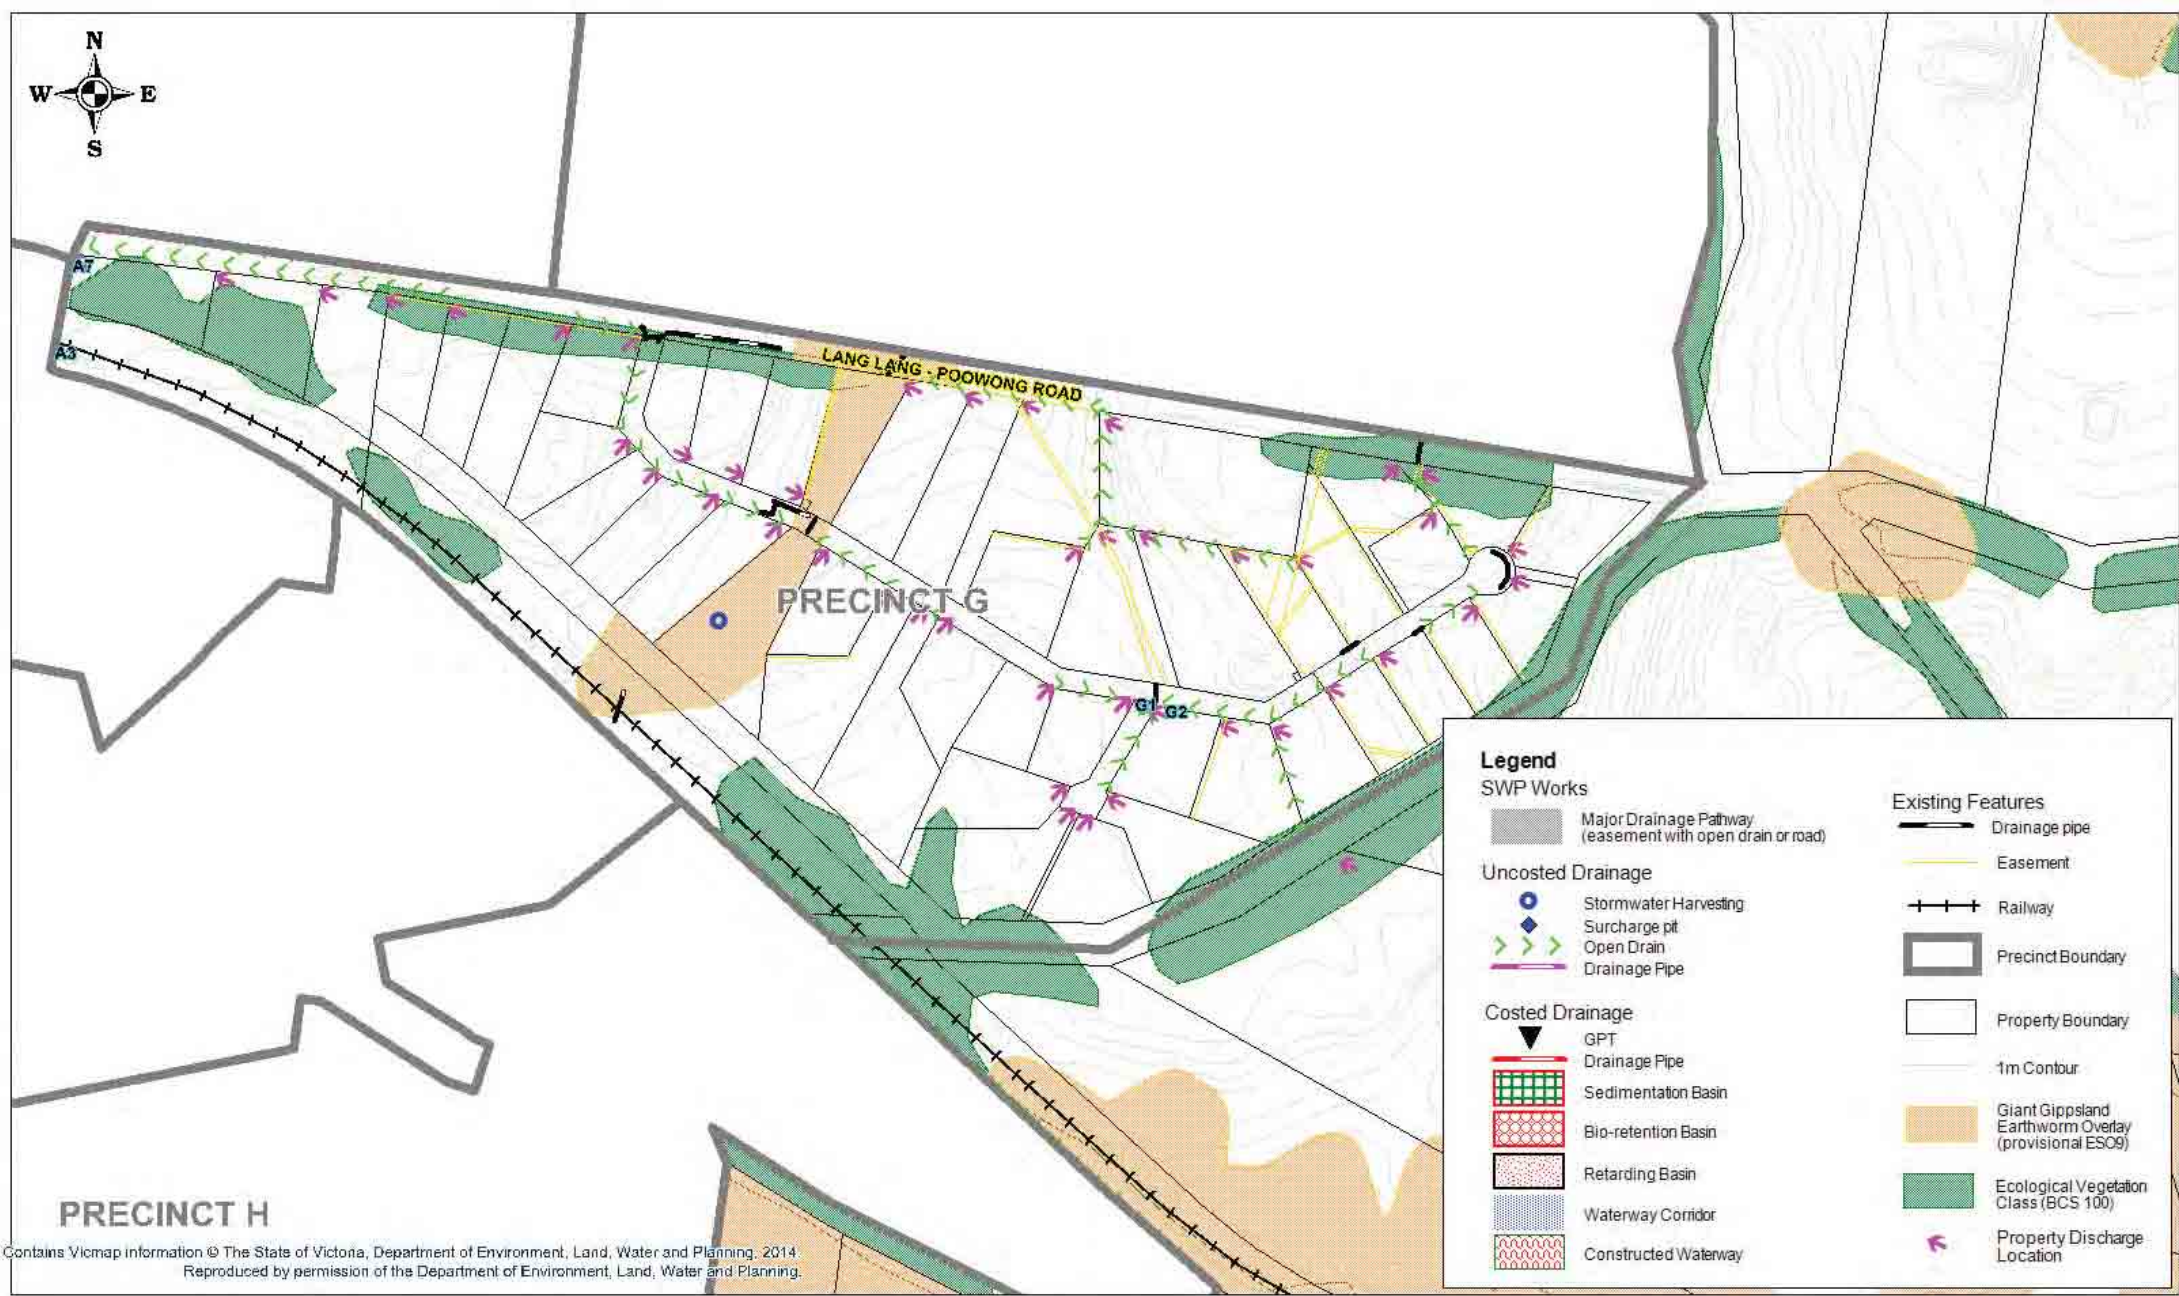 N
W E
S
A7
A3
LANG LANG - POOWONG ROAD
PRECINCT G
G1 G2
PRECINCT H
Contains Vicmap information © The State of Victoria, Department of Environment, Land, Water and Planning, 2014.
Reproduced by permission of the Department of Environment, Land, Water and Planning.
Legend
SWP Works
Major Drainage Pathway
(easement with open drain or road)
Uncosted Drainage
Stormwater Harvesting
Surcharge pit
Open Drain
Drainage Pipe
Costed Drainage
GPT
Drainage Pipe
Sedimentation Basin
Bio-retention Basin
Retarding Basin
Waterway Corridor
Constructed Waterway
Existing Features
Drainage pipe
Easement
Railway
Precinct Boundary
Property Boundary
1m Contour
Giant Gippsland
Earthworm Overlay
(provisional ESO9)
Ecological Vegetation
Class (BCS 100)
Property Discharge
Location